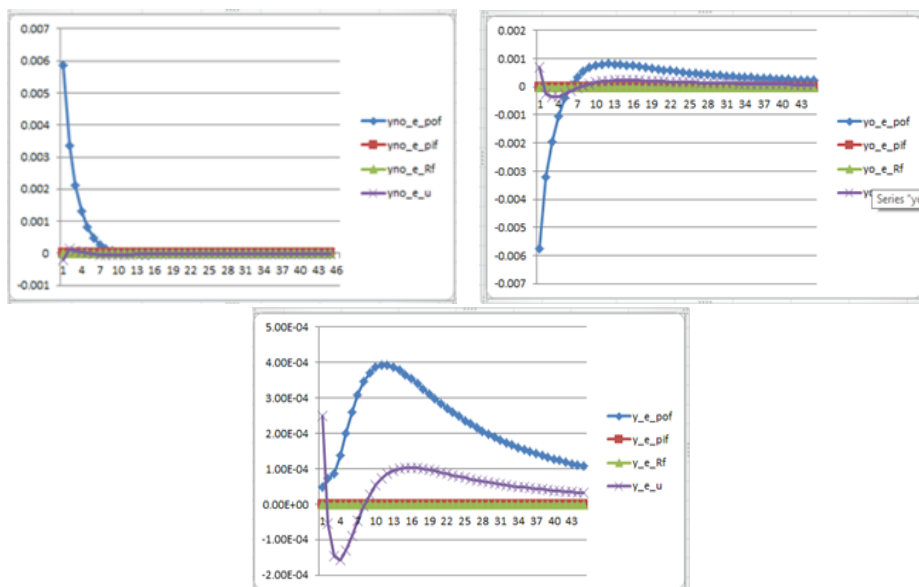 0.007
0.006
0.005
0.004
0.003
0.002
0.001
0
-0.001
1 4 7 10 13 16 19 22 25 28 31 34 37 40 43 46
yno_e_pof
yno_e_pif
yno_e_Rf
yno_e_u
0.002
0.001
0
-0.001
-0.002
-0.003
-0.004
-0.005
-0.006
-0.007
1 4 7 10 13 16 19 22 25 28 31 34 37 40 43
yo_e_pof
yo_e_pif
yo_e_Rf
Series
5.00E-04
4.00E-04
3.00E-04
2.00E-04
1.00E-04
0.00E+00
-1.00E-04
-2.00E-04
1 4 7 10 13 16 19 22 25 28 31 34 37 40 43
y_e_pof
y_e_pif
y_e_Rf
y_e_u